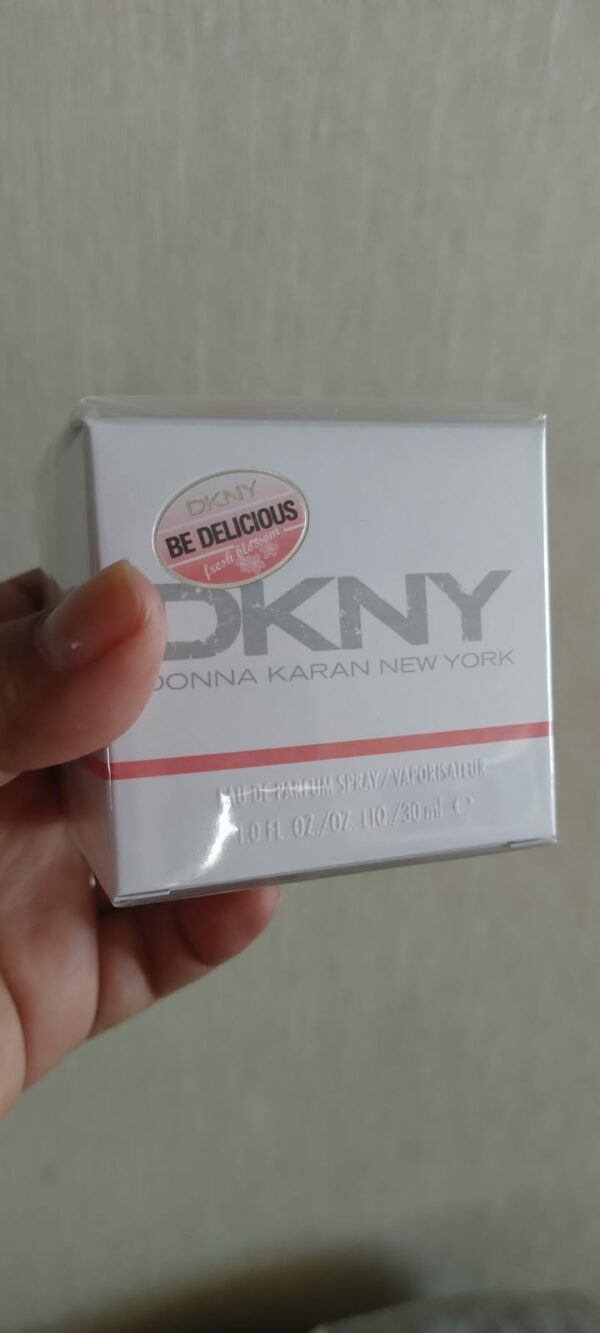 DKNY
BE DELICIOUS
fresh blossom
DKNY
DONNA KARAN NEW YORK
EAU DE PARFUM SPRAY/VAPORISATEUR
1.0 FL. OZ./OZ. LIQ./30 ml ℮